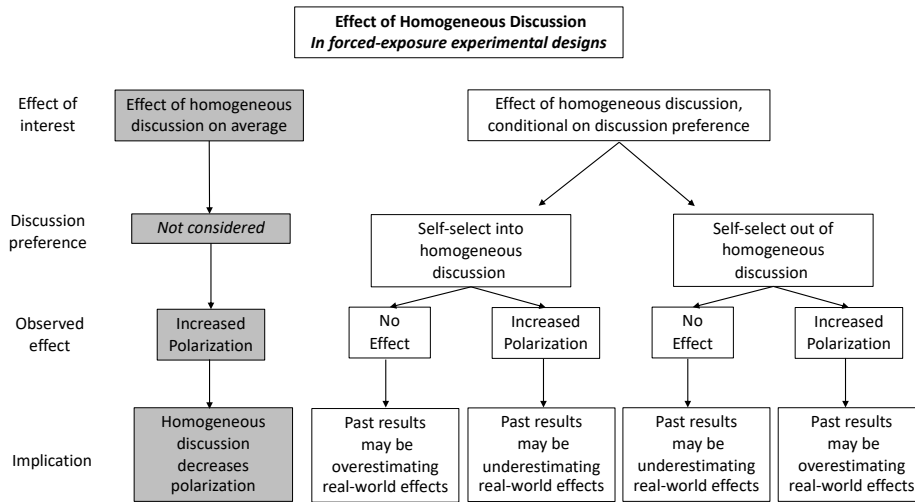 Effect of Homogeneous Discussion
In forced-exposure experimental designs
Effect of
interest
Effect of homogeneous
discussion on average
Effect of homogeneous discussion,
conditional on discussion preference
Discussion
preference
Not considered
Self-select into
homogeneous
discussion
Self-select out of
homogeneous
discussion
Observed
effect
Increased
Polarization
No
Effect
Increased
Polarization
No
Effect
Increased
Polarization
Implication
Homogeneous
discussion
decreases
polarization
Past results
may be
overestimating
real-world effects
Past results
may be
underestimating
real-world effects
Past results
may be
underestimating
real-world effects
Past results
may be
overestimating
real-world effects